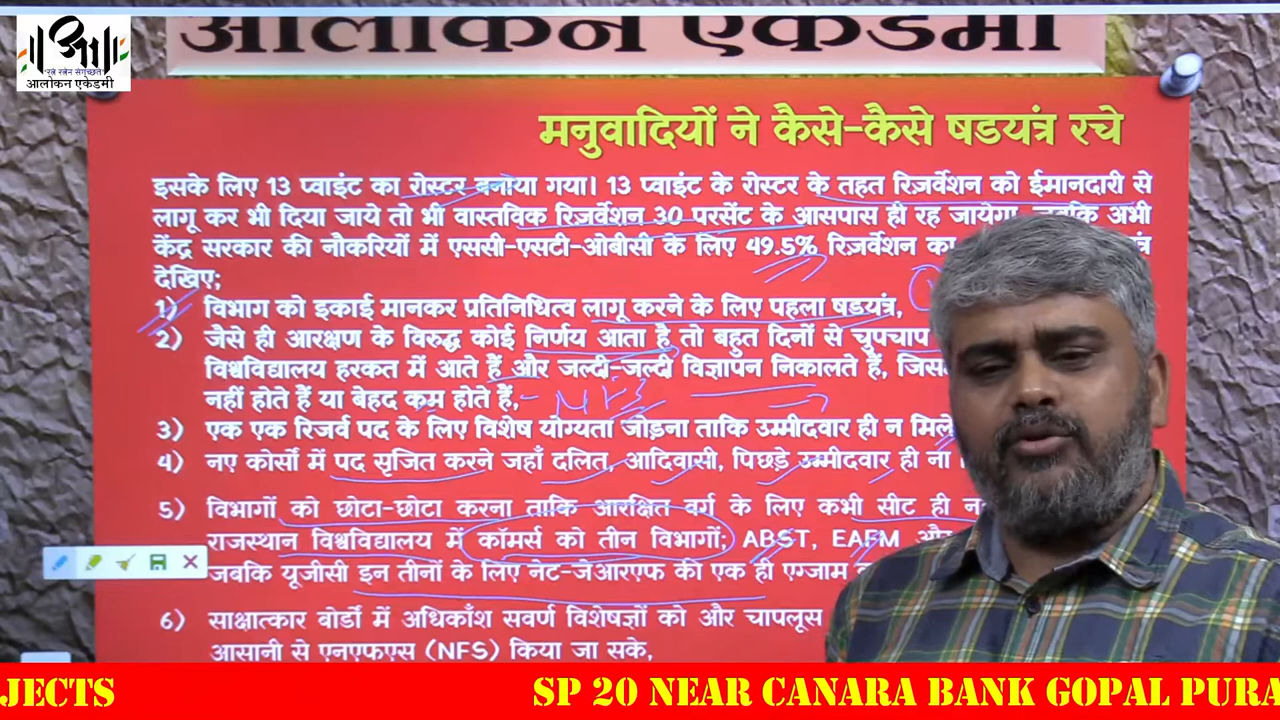 आलोकन एकेडमी
आ
रत्नं रत्नेन संगच्छते
आलोकन एकेडमी
मनुवादियों ने कैसे-कैसे षडयंत्र रचे
इसके लिए 13 प्वाइंट का रोस्टर बनाया गया। 13 प्वाइंट के रोस्टर के तहत रिज़र्वेशन को ईमानदारी से
लागू कर भी दिया जाये तो भी वास्तविक रिज़र्वेशन 30 परसेंट के आसपास ही रह जायेगा, जबकि अभी
केंद्र सरकार की नौकरियों में एससी-एसटी-ओबीसी के लिए 49.5% रिज़र्वेशन का
देखिए;
1) विभाग को इकाई मानकर प्रतिनिधित्व लागू करने के लिए पहला षडयंत्र,
2) जैसे ही आरक्षण के विरुद्ध कोई निर्णय आता है तो बहुत दिनों से चुपचाप
विश्वविद्यालय हरकत में आते हैं और जल्दी-जल्दी विज्ञापन निकालते हैं,
नहीं होते हैं या बेहद कम होते हैं,
3) एक एक रिजर्व पद के लिए विशेष योग्यता जोड़ना ताकि उम्मीदवार ही न मिले
4) नए कोर्सों में पद सृजित करने जहाँ दलित, आदिवासी, पिछड़े उम्मीदवार ही ना
5) विभागों को छोटा-छोटा करना ताकि आरक्षित वर्ग के लिए कभी सीट ही
राजस्थान विश्वविद्यालय में कॉमर्स को तीन विभागों; ABST, EAFM और
जबकि यूजीसी इन तीनों के लिए नेट-जेआरएफ की एक ही एग्जाम
6) साक्षात्कार बोर्डों में अधिकाँश सवर्ण विशेषज्ञों को और चापलूस
आसानी से एनएफएस (NFS) किया जा सके,
JECTS SP 20 NEAR CANARA BANK GOPAL PURA